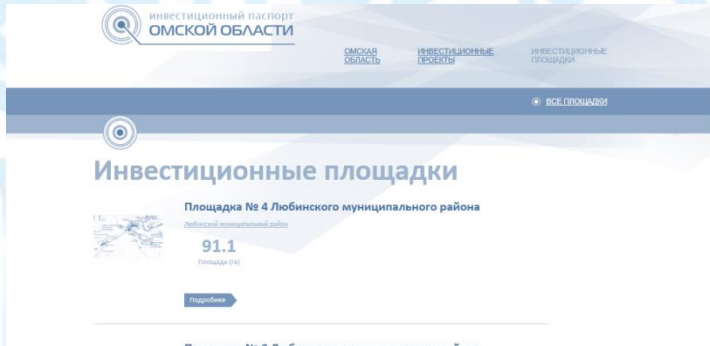 инвестиционный паспорт
ОМСКОЙ ОБЛАСТИ
ОМСКАЯ
ОБЛАСТЬ
ИНВЕСТИЦИОННЫЕ
ПРОЕКТЫ
ИНВЕСТИЦИОННЫЕ
ПЛОЩАДКИ
ВСЕ ПЛОЩАДКИ
Инвестиционные площадки
Площадка № 4 Любинского муниципального района
Любинский муниципальный район
91.1
Площадь (га)
Подробнее